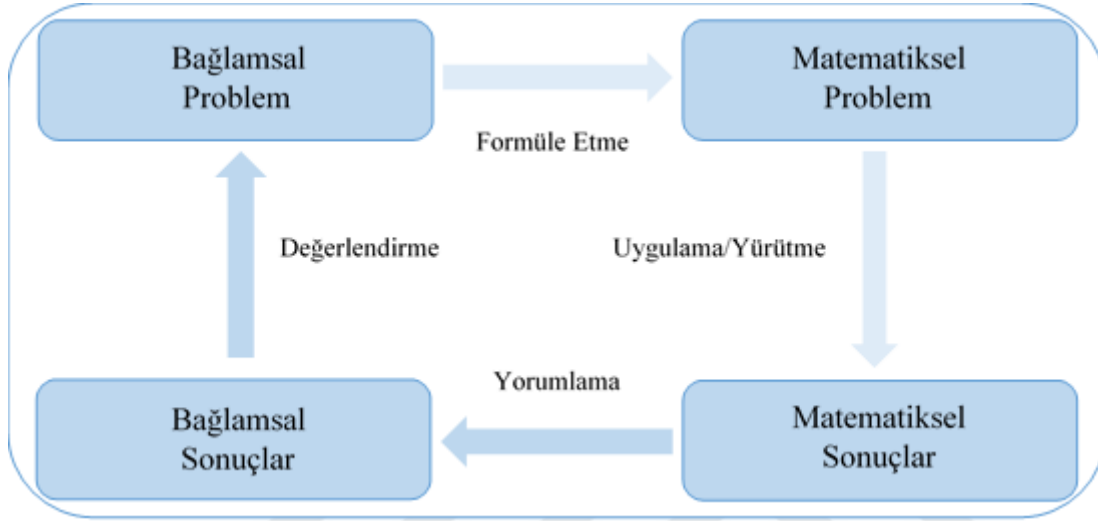 Bağlamsal
Problem
Matematiksel
Problem
Formüle Etme
Değerlendirme
Uygulama/Yürütme
Yorumlama
Bağlamsal
Sonuçlar
Matematiksel
Sonuçlar